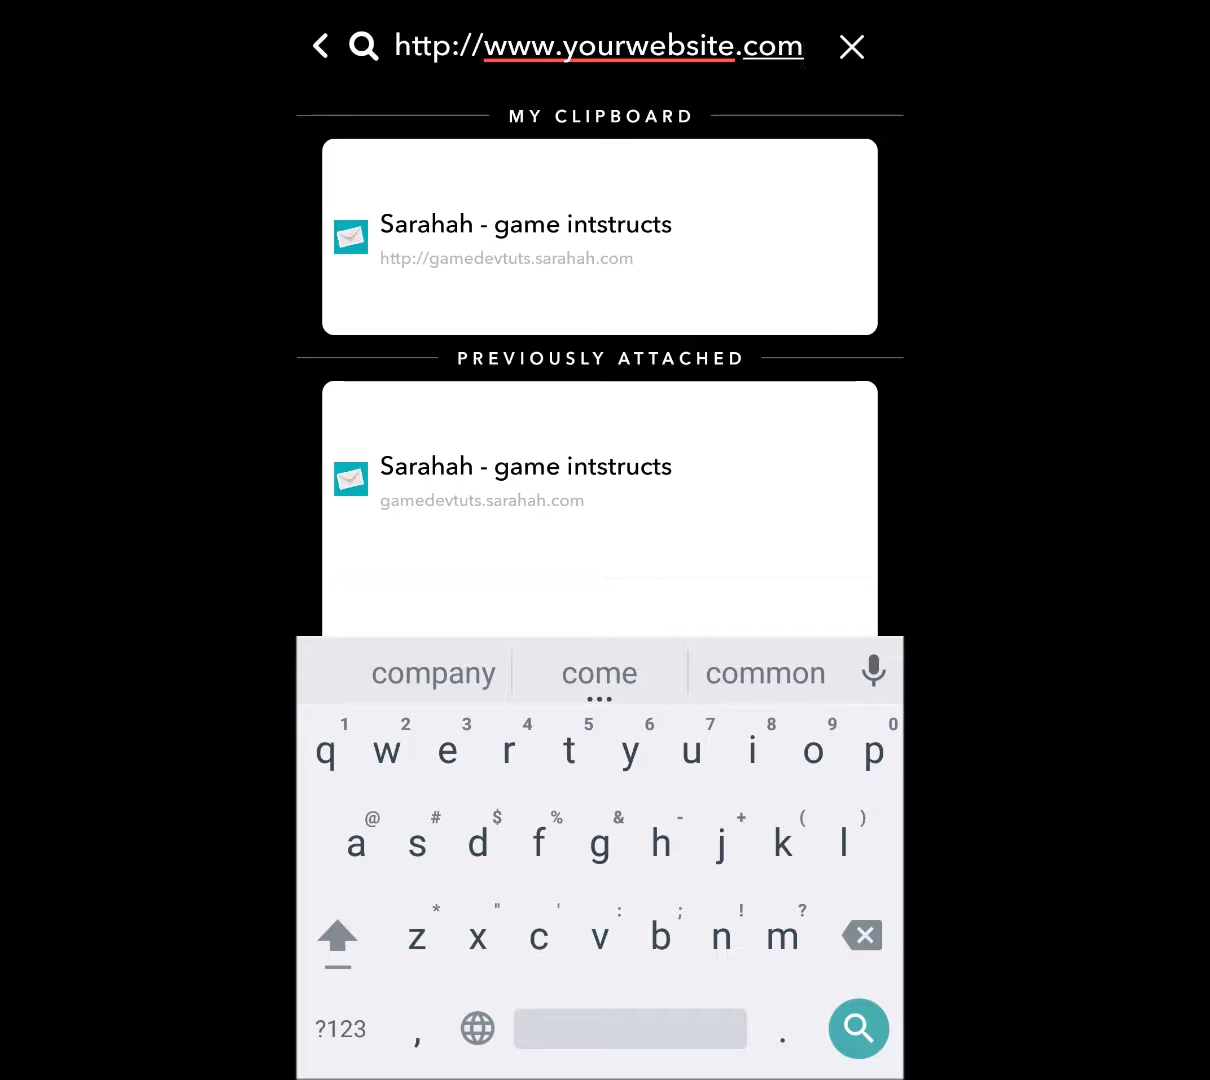 http://www.yourwebsite.com
MY CLIPBOARD
Sarahah - game intstructs
http://gamedevtuts.sarahah.com
PREVIOUSLY ATTACHED
Sarahah - game intstructs
gamedevtuts.sarahah.com
company come common
1 2 3 4 5 6 7 8 9 0
q w e r t y u i o p
@ # $ % & - + ( )
a s d f g h j k l
* " ' : ; ! ?
z x c v b n m
?123 , .